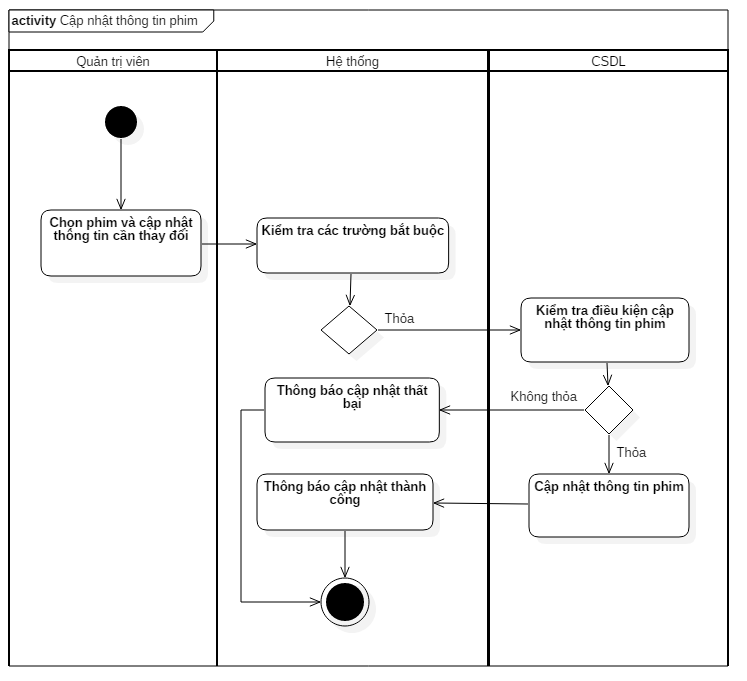 activity Cập nhật thông tin phim
Quản trị viên
Hệ thống
CSDL
Chọn phim và cập nhật
thông tin cần thay đổi
Kiểm tra các trường bắt buộc
Thỏa
Kiểm tra điều kiện cập
nhật thông tin phim
Không thỏa
Thông báo cập nhật thất
bại
Thỏa
Cập nhật thông tin phim
Thông báo cập nhật thành
công